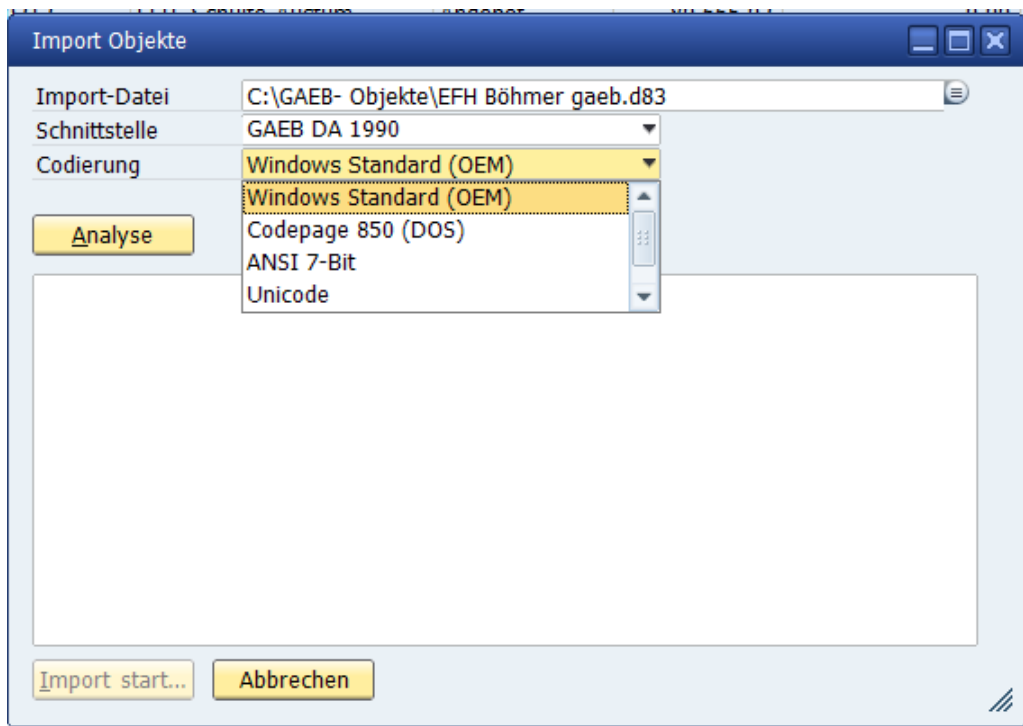 Import Objekte
Import-Datei C:\GAEB- Objekte\EFH Böhmer gaeb.d83
Schnittstelle GAEB DA 1990
Codierung Windows Standard (OEM)
Windows Standard (OEM)
Codepage 850 (DOS)
ANSI 7-Bit
Unicode
Analyse
Import start... Abbrechen